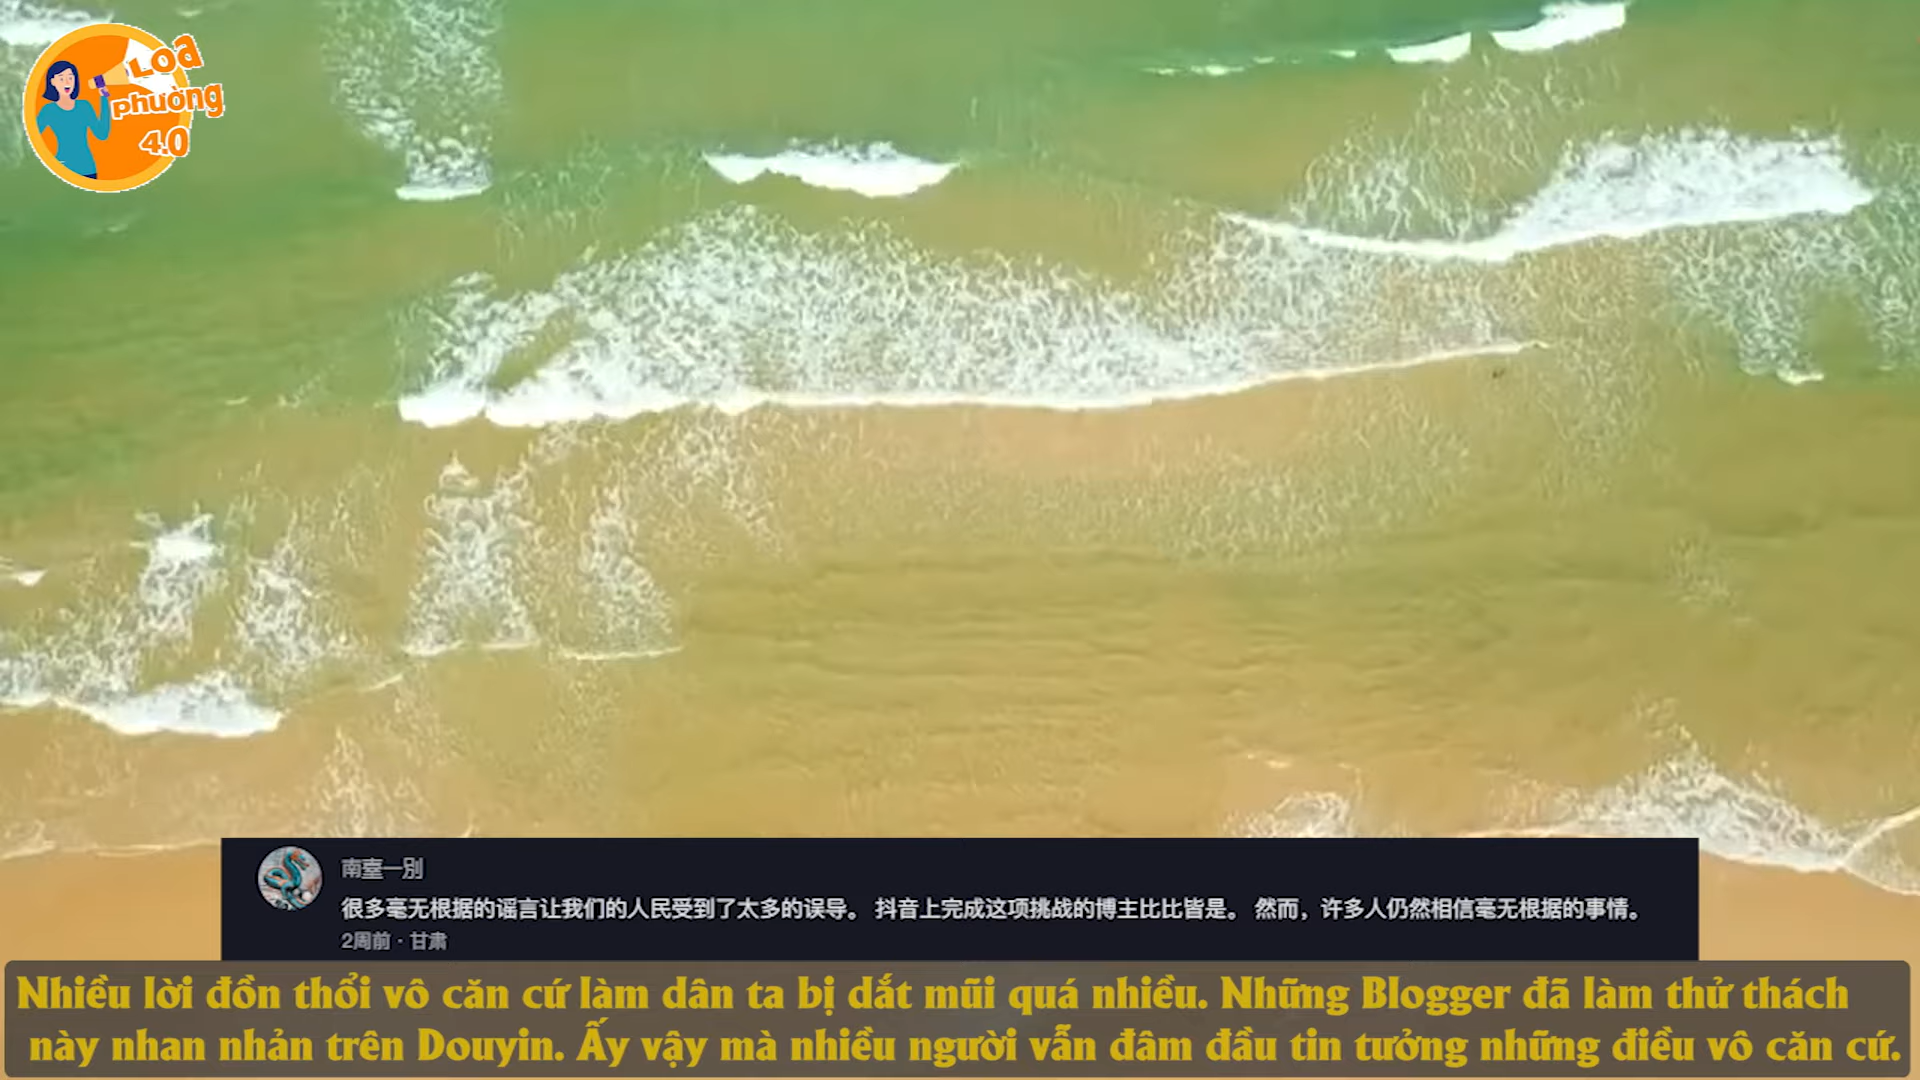 Loa
phường
4.0
南臺一別
很多毫无根据的谣言让我们的人民受到了太多的误导。 抖音上完成这项挑战的博主比比皆是。 然而，许多人仍然相信毫无根据的事情。
2周前 · 甘肃
Nhiều lời đồn thổi vô căn cứ làm dân ta bị dắt mũi quá nhiều. Những Blogger đã làm thử thách
này nhan nhản trên Douyin. Ấy vậy mà nhiều người vẫn đâm đầu tin tưởng những điều vô căn cứ.